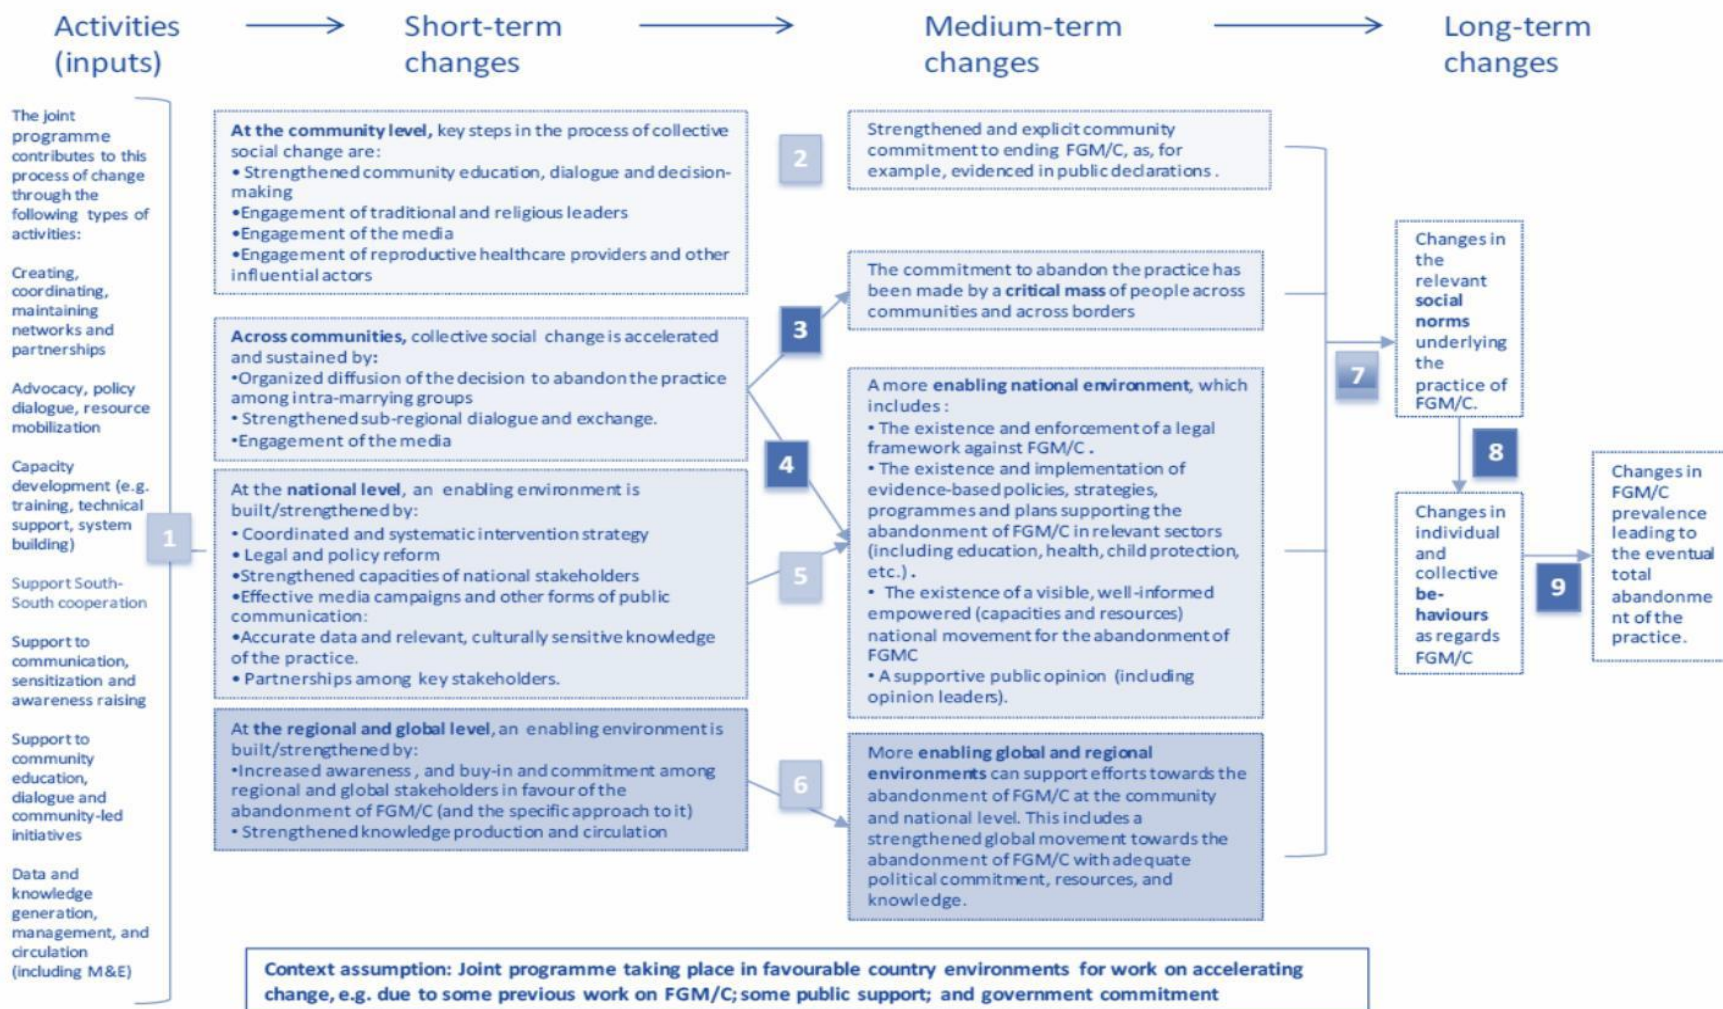 Activities
(inputs)
Short-term
changes
Medium-term
changes
Long-term
changes
The joint
programme
contributes to this
process of change
through the
following types of
activities:
Creating,
coordinating,
maintaining
networks and
partnerships
Advocacy, policy
dialogue, resource
mobilization
Capacity
development (e.g.
training, technical
support, system
building)
Support South-
South cooperation
Support to
communication,
sensitization and
awareness raising
Support to
community
education,
dialogue and
community-led
initiatives
Data and
knowledge
generation,
management, and
circulation
(including M&E)
1
At the community level, key steps in the process of collective
social change are:
• Strengthened community education, dialogue and decision-
making
•Engagement of traditional and religious leaders
•Engagement of the media
•Engagement of reproductive healthcare providers and other
influential actors
Across communities, collective social change is accelerated
and sustained by:
•Organized diffusion of the decision to abandon the practice
among intra-marrying groups
• Strengthened sub-regional dialogue and exchange.
•Engagement of the media
At the national level, an enabling environment is
built/strengthened by:
• Coordinated and systematic intervention strategy
• Legal and policy reform
•Strengthened capacities of national stakeholders
•Effective media campaigns and other forms of public
communication:
•Accurate data and relevant, culturally sensitive knowledge
of the practice.
• Partnerships among key stakeholders.
At the regional and global level, an enabling environment is
built/strengthened by:
•Increased awareness , and buy-in and commitment among
regional and global stakeholders in favour of the
abandonment of FGM/C (and the specific approach to it)
• Strengthened knowledge production and circulation
2
3
4
5
6
Strengthened and explicit community
commitment to ending FGM/C, as, for
example, evidenced in public declarations .
The commitment to abandon the practice has
been made by a critical mass of people across
communities and across borders
A more enabling national environment, which
includes :
• The existence and enforcement of a legal
framework against FGM/C .
• The existence and implementation of
evidence-based policies, strategies,
programmes and plans supporting the
abandonment of FGM/C in relevant sectors
(including education, health, child protection,
etc.) .
• The existence of a visible, well-informed
empowered (capacities and resources)
national movement for the abandonment of
FGMC
• A supportive public opinion (including
opinion leaders).
More enabling global and regional
environments can support efforts towards the
abandonment of FGM/C at the community
and national level. This includes a
strengthened global movement towards the
abandonment of FGM/C with adequate
political commitment, resources, and
knowledge.
7
Changes in
the
relevant
social
norms
underlying
the
practice of
FGM/C.
8
Changes in
individual
and
collective
be-
haviours
as regards
FGM/C
9
Changes in
FGM/C
prevalence
leading to
the eventual
total
abandonme
nt of the
practice.
Context assumption: Joint programme taking place in favourable country environments for work on accelerating
change, e.g. due to some previous work on FGM/C; some public support; and government commitment